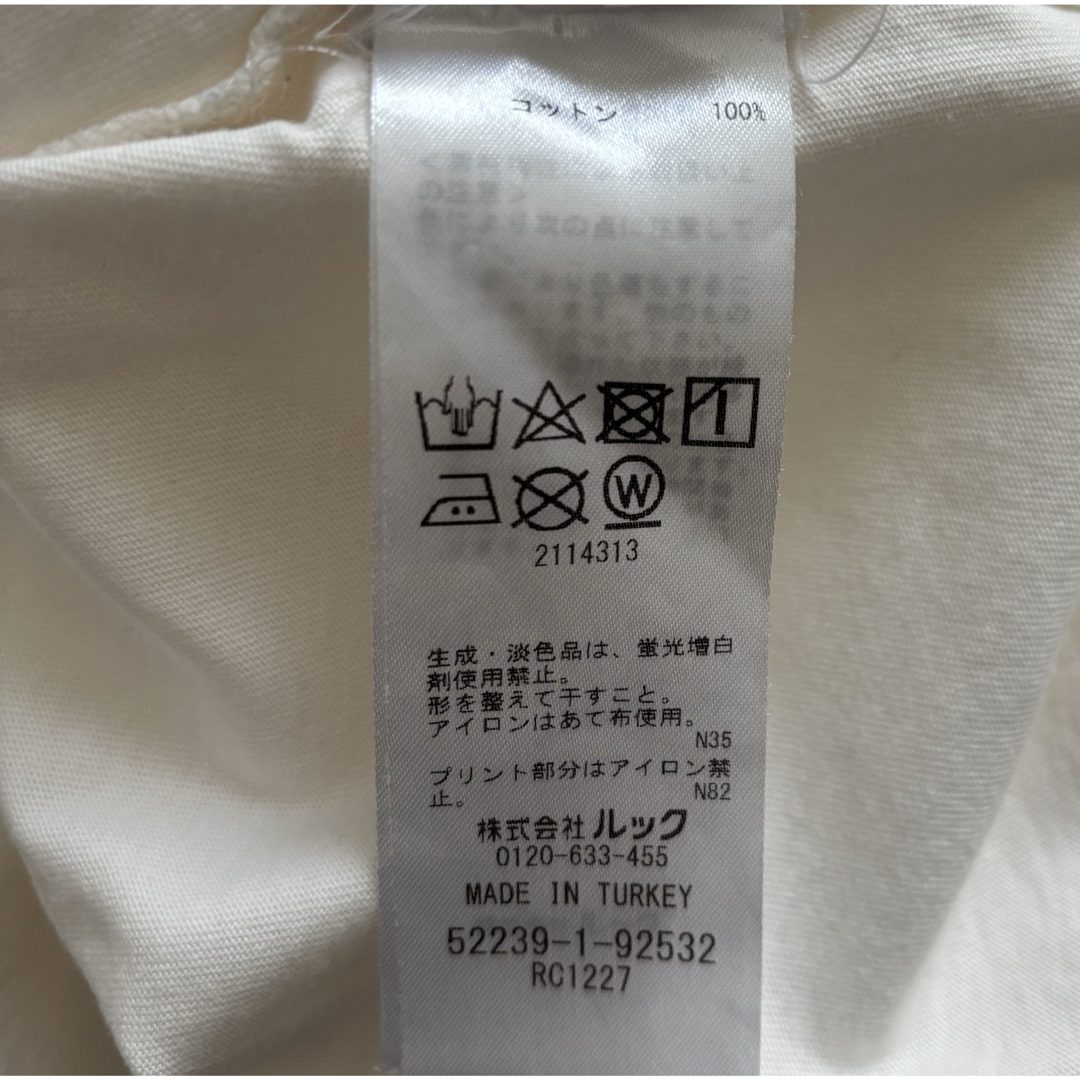 コットン 100%
2114313
生成・淡色品は、蛍光増白
剤使用禁止。
形を整えて干すこと。
アイロンはあて布使用。
N35
プリント部分はアイロン禁
止。 N82
株式会社 ルック
0120-633-455
MADE IN TURKEY
52239-1-92532
RC1227